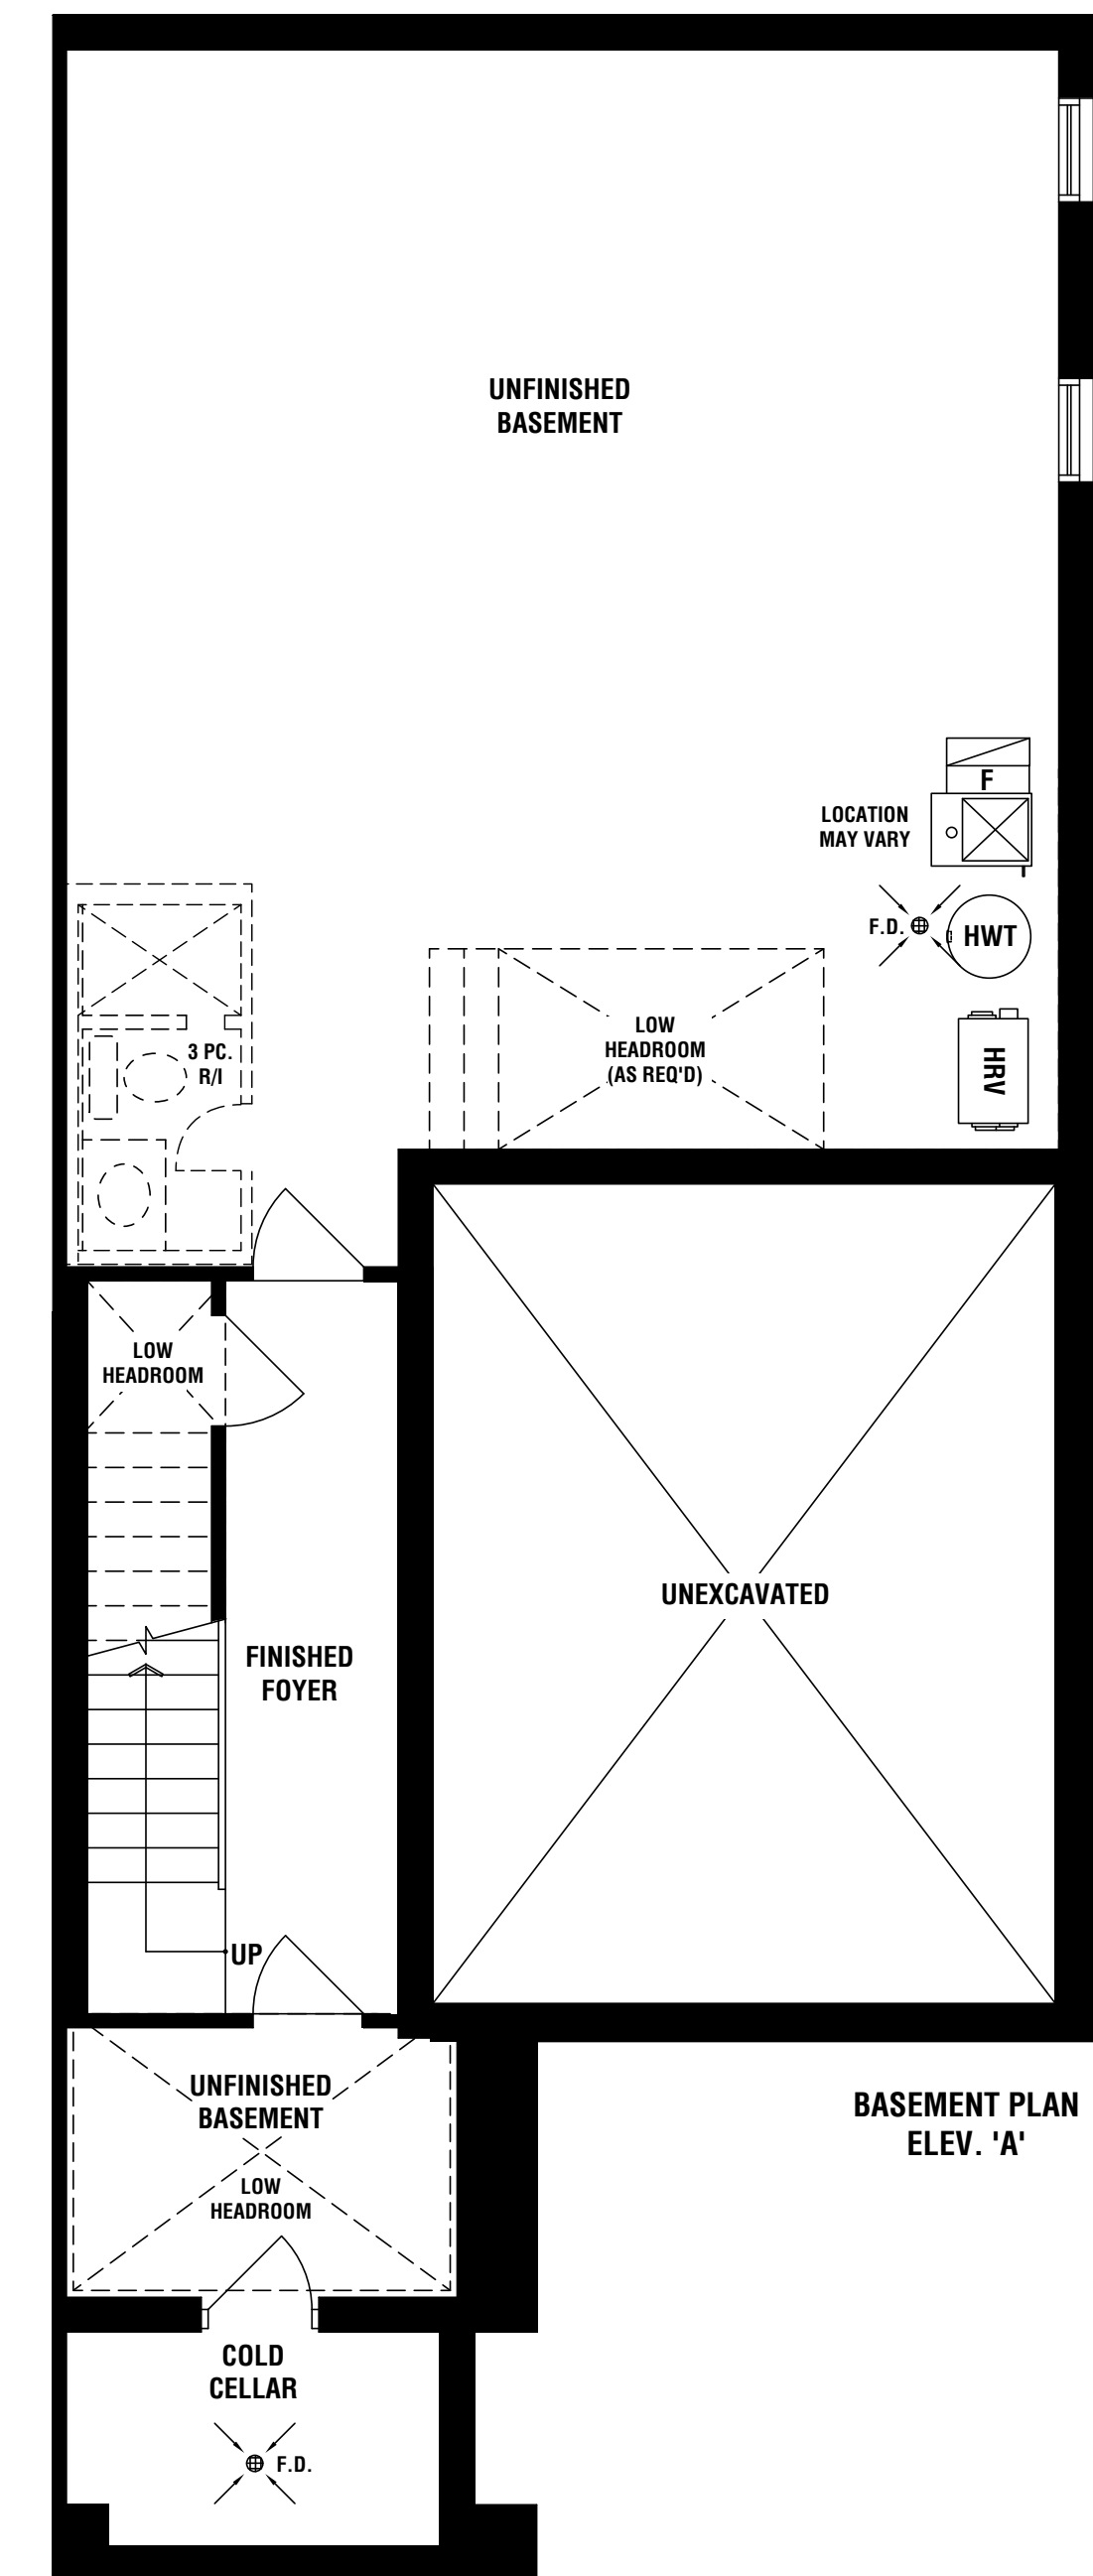 UNFINISHED
BASEMENT
F
LOCATION
MAY VARY
F.D.
HWT
LOW
HEADROOM
(AS REQ'D)
3 PC.
R/I
HRV
LOW
HEADROOM
UNEXCAVATED
FINISHED
FOYER
UP
UNFINISHED
BASEMENT
LOW
HEADROOM
BASEMENT PLAN
ELEV. 'A'
COLD
CELLAR
F.D.